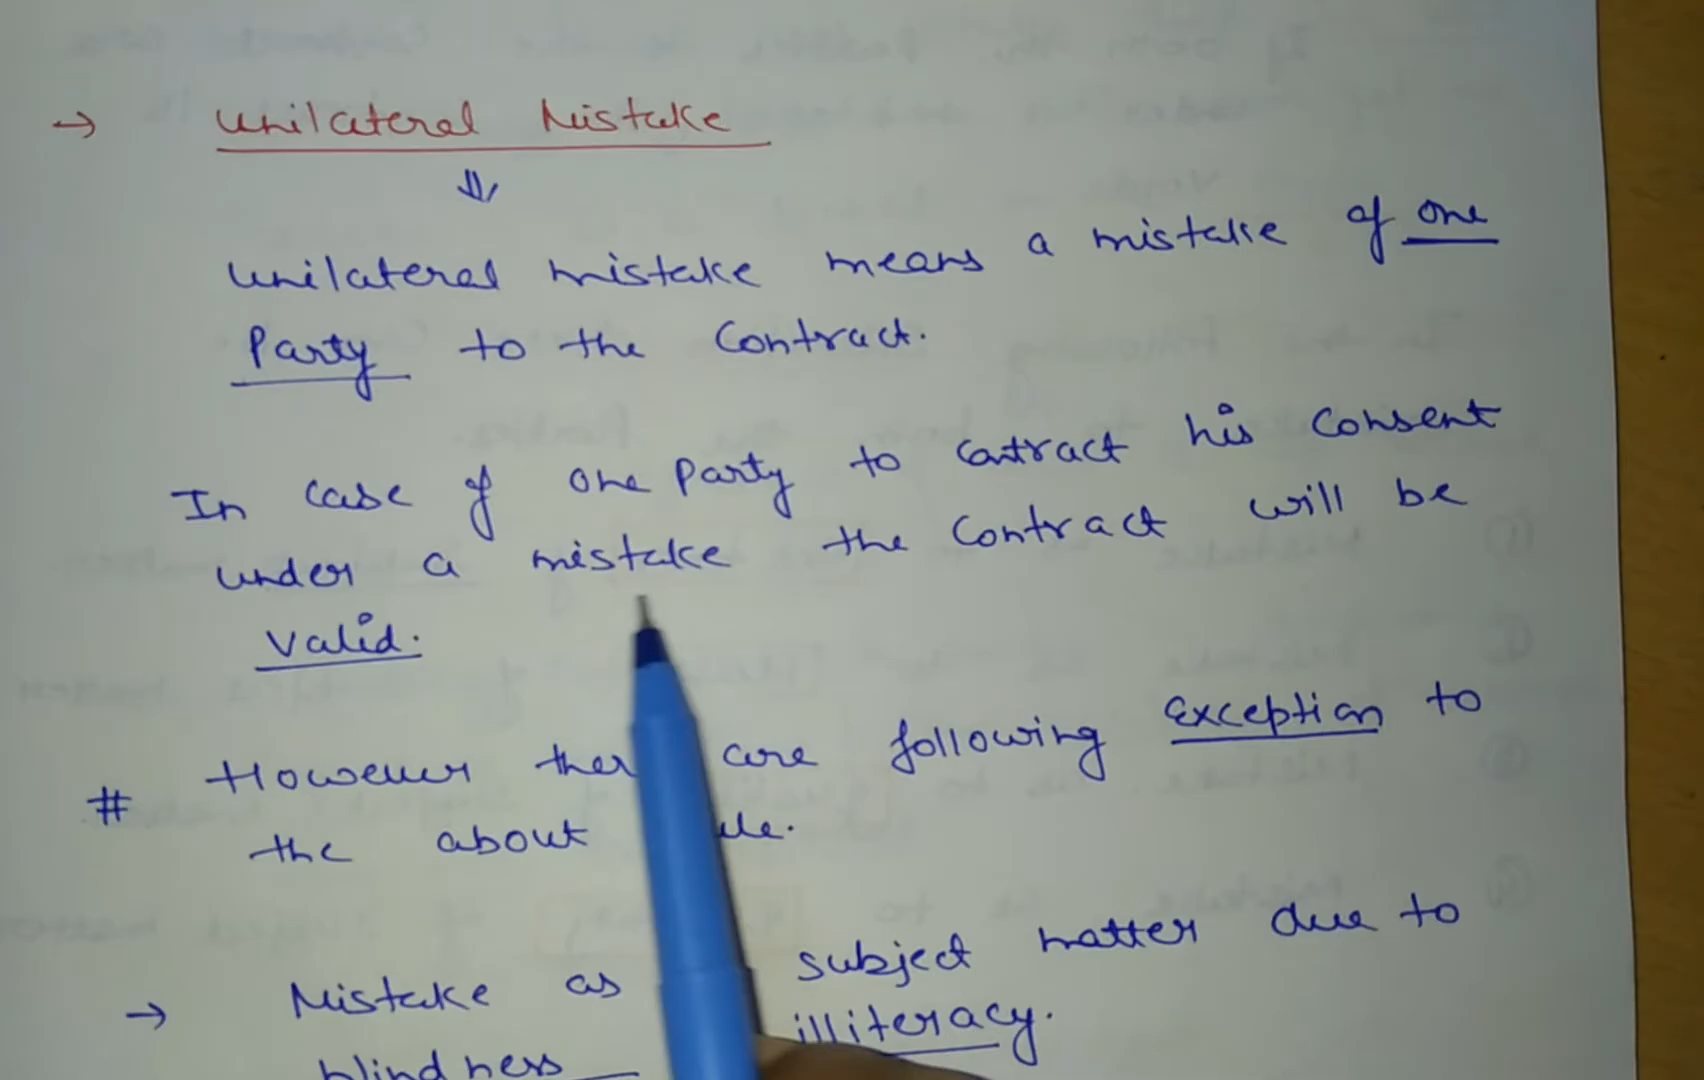 → Unilateral Mistake
⇓
Unilateral mistake means a mistake of one
Party to the Contract.
In case of one party to contract his consent
under a mistake the contract will be
valid.
# However ther are following exception to
the about
→ Mistake as subject matter due to
blindness illiteracy.